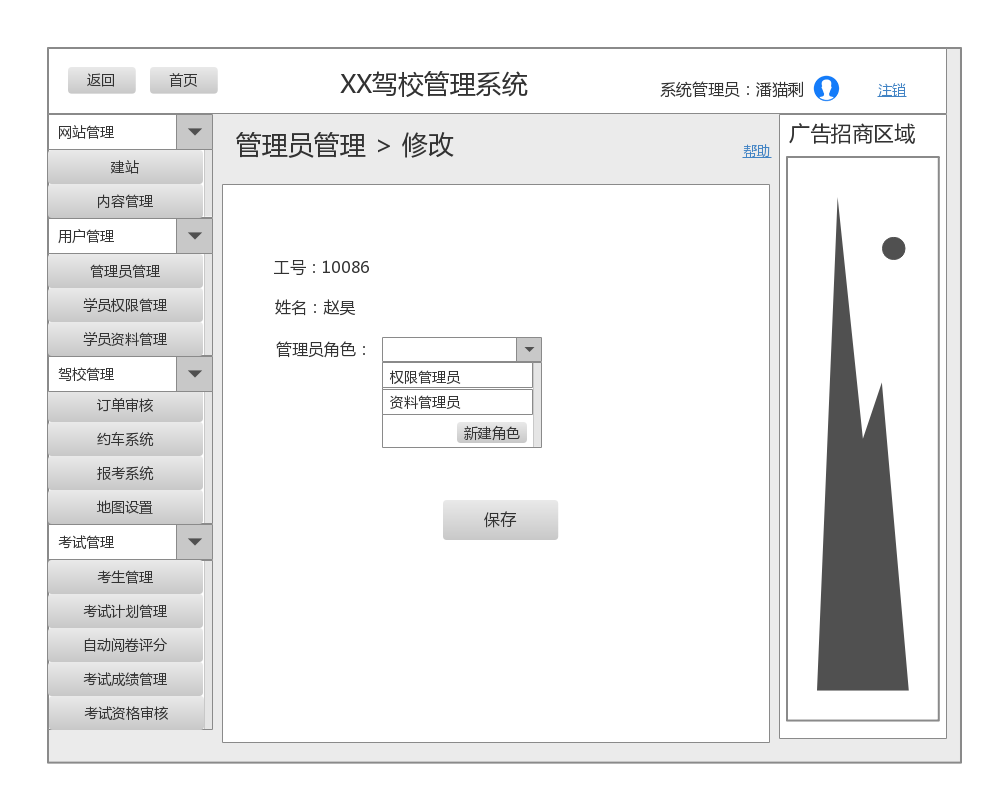 返回
首页
XX驾校管理系统
系统管理员：潘猫剩
注销
网站管理
建站
内容管理
用户管理
管理员管理
学员权限管理
学员资料管理
驾校管理
订单审核
约车系统
报考系统
地图设置
考试管理
考生管理
考试计划管理
自动阅卷评分
考试成绩管理
考试资格审核
管理员管理 > 修改
帮助
工号：10086
姓名：赵昊
管理员角色：
权限管理员
资料管理员
新建角色
保存
广告招商区域